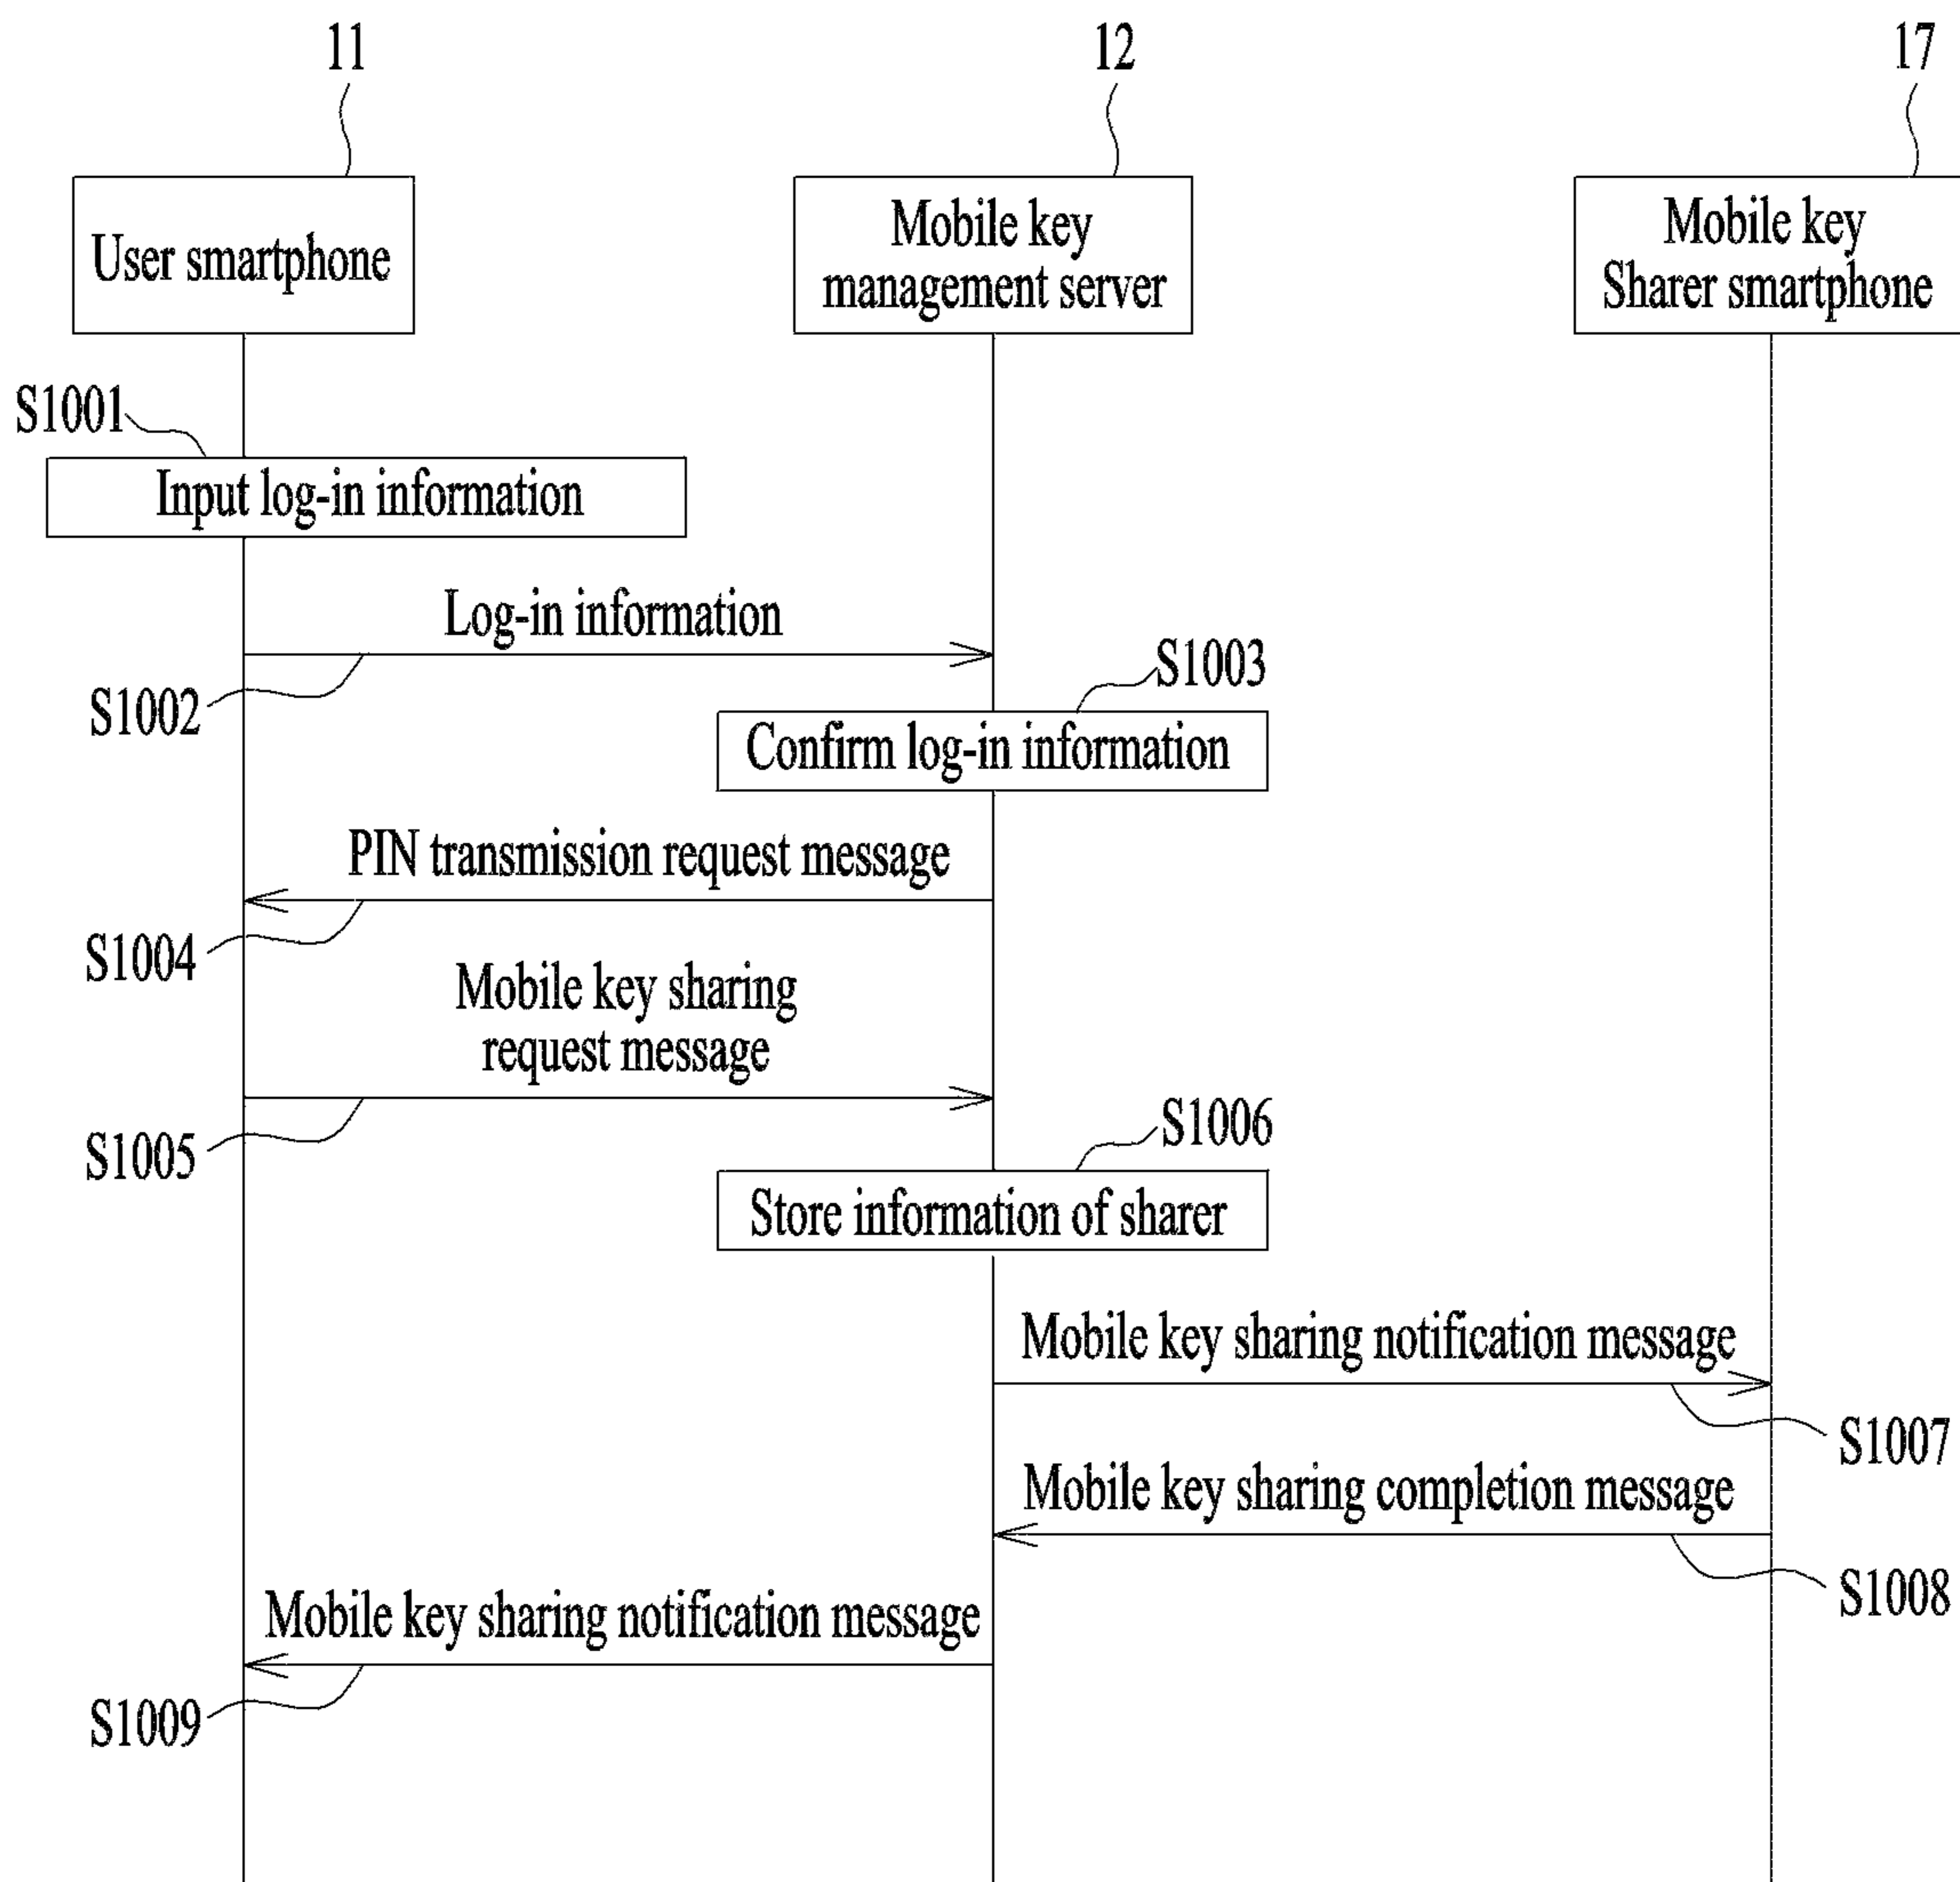 11
12
17
User smartphone
Mobile key
management server
Mobile key
Sharer smartphone
S1001
Input log-in information
Log-in information
S1002
S1003
Confirm log-in information
PIN transmission request message
S1004
Mobile key sharing
request message
S1005
S1006
Store information of sharer
Mobile key sharing notification message
S1007
Mobile key sharing completion message
S1008
Mobile key sharing notification message
S1009